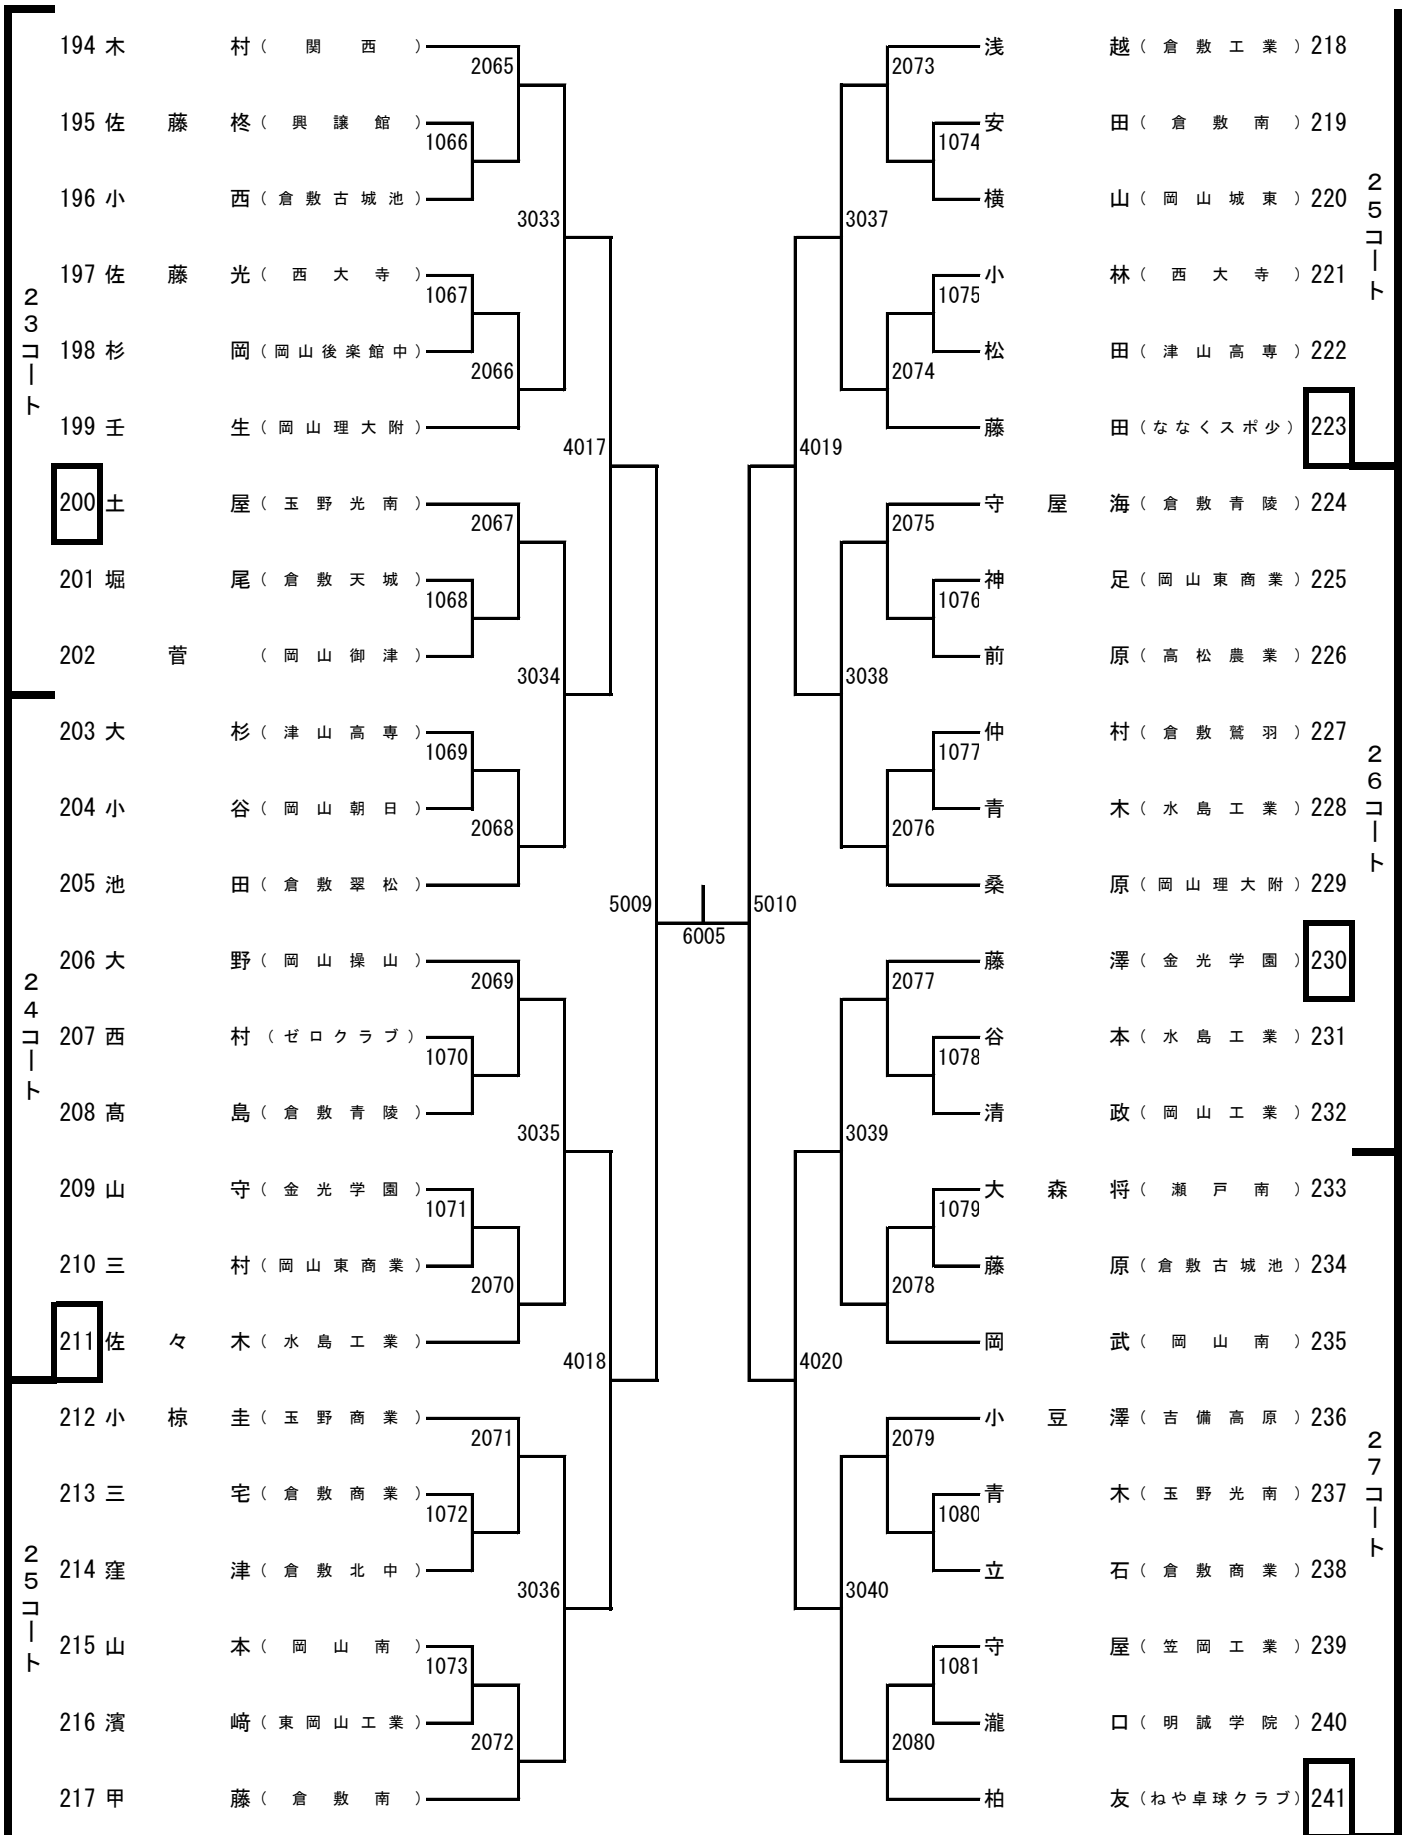 23コート
194 木村（関西）
2065
195 佐藤柊（興譲館）
1066
196 小西（倉敷古城池）
3033
197 佐藤光（西大寺）
1067
198 杉岡（岡山後楽館中）
2066
199 壬生（岡山理大附）
4017
200 土屋（玉野光南）
2067
201 堀尾（倉敷天城）
1068
202 菅（岡山御津）
3034
24コート
203 大杉（津山高専）
1069
204 小谷（岡山朝日）
2068
205 池田（倉敷翠松）
5009
206 大野（岡山操山）
2069
207 西村（ゼロクラブ）
1070
208 髙島（倉敷青陵）
3035
209 山守（金光学園）
1071
210 三村（岡山東商業）
2070
211 佐々木（水島工業）
4018
25コート
212 小椋圭（玉野商業）
2071
213 三宅（倉敷商業）
1072
214 窪津（倉敷北中）
3036
215 山本（岡山南）
1073
216 濱﨑（東岡山工業）
2072
217 甲藤（倉敷南）
6005
25コート
浅越（倉敷工業）218
2073
安田（倉敷南）219
1074
横山（岡山城東）220
3037
小林（西大寺）221
1075
松田（津山高専）222
2074
藤田（ななくスポ少）223
4019
26コート
守屋海（倉敷青陵）224
2075
神足（岡山東商業）225
1076
前原（高松農業）226
3038
仲村（倉敷鷲羽）227
1077
青木（水島工業）228
2076
桑原（岡山理大附）229
5010
藤澤（金光学園）230
2077
谷本（水島工業）231
1078
清政（岡山工業）232
3039
27コート
大森将（瀬戸南）233
1079
藤原（倉敷古城池）234
2078
岡武（岡山南）235
4020
小豆澤（吉備高原）236
2079
青木（玉野光南）237
1080
立石（倉敷商業）238
3040
守屋（笠岡工業）239
1081
瀧口（明誠学院）240
2080
柏友（ねや卓球クラブ）241